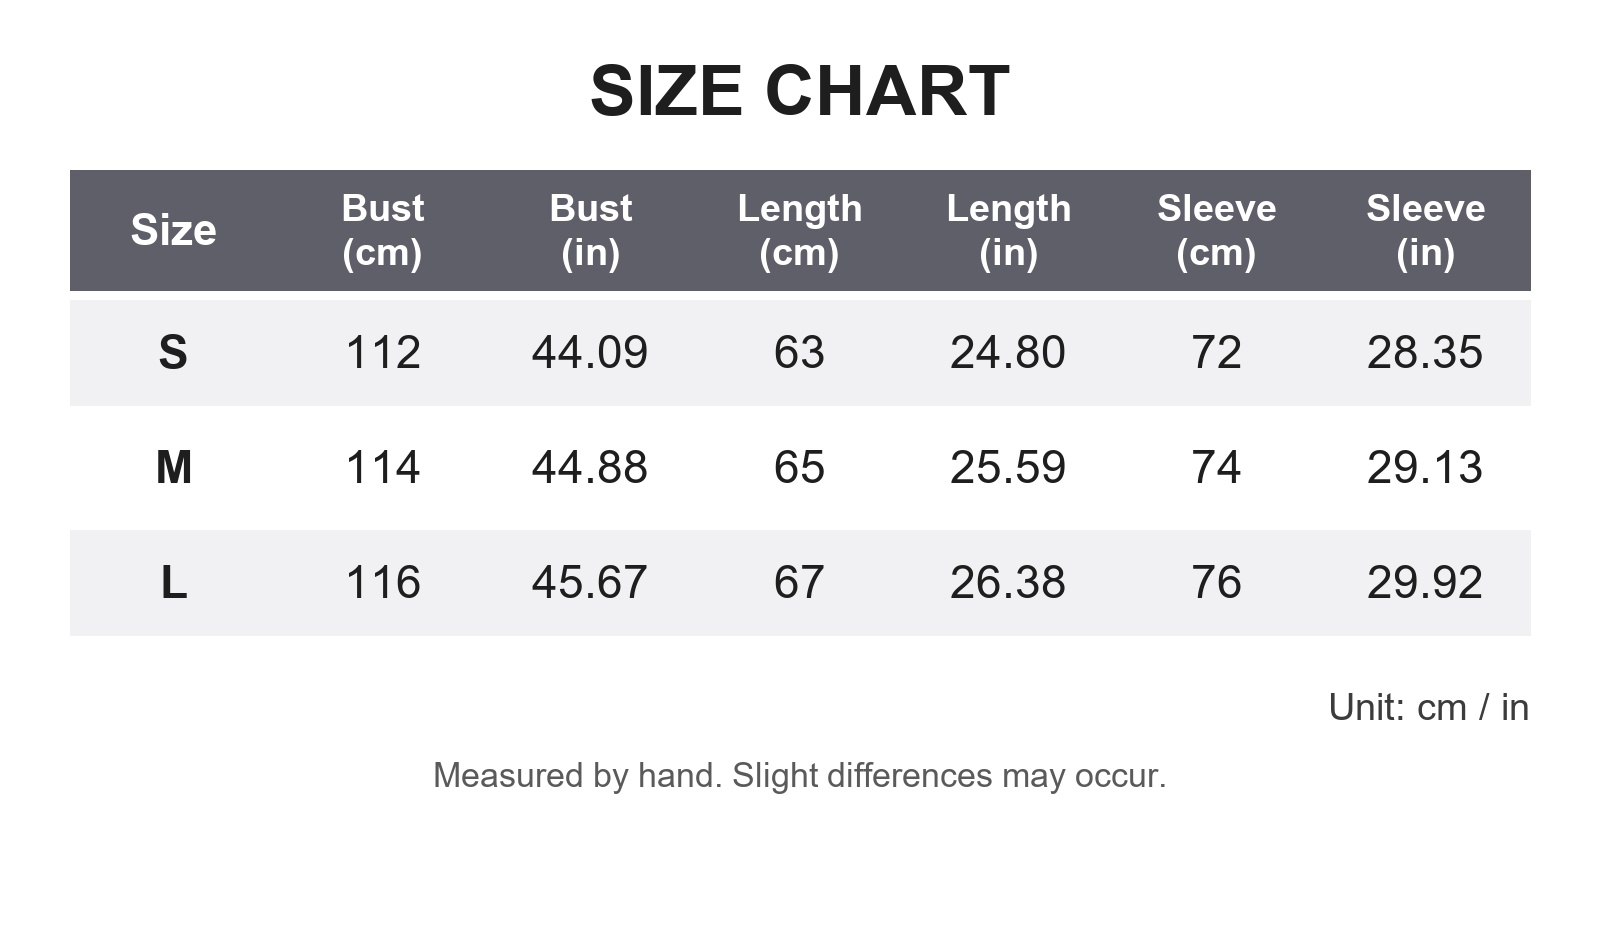 SIZE CHART
Size Bust (cm) Bust (in) Length (cm) Length (in) Sleeve (cm) Sleeve (in)
S 112 44.09 63 24.80 72 28.35
M 114 44.88 65 25.59 74 29.13
L 116 45.67 67 26.38 76 29.92
Unit: cm / in
Measured by hand. Slight differences may occur.